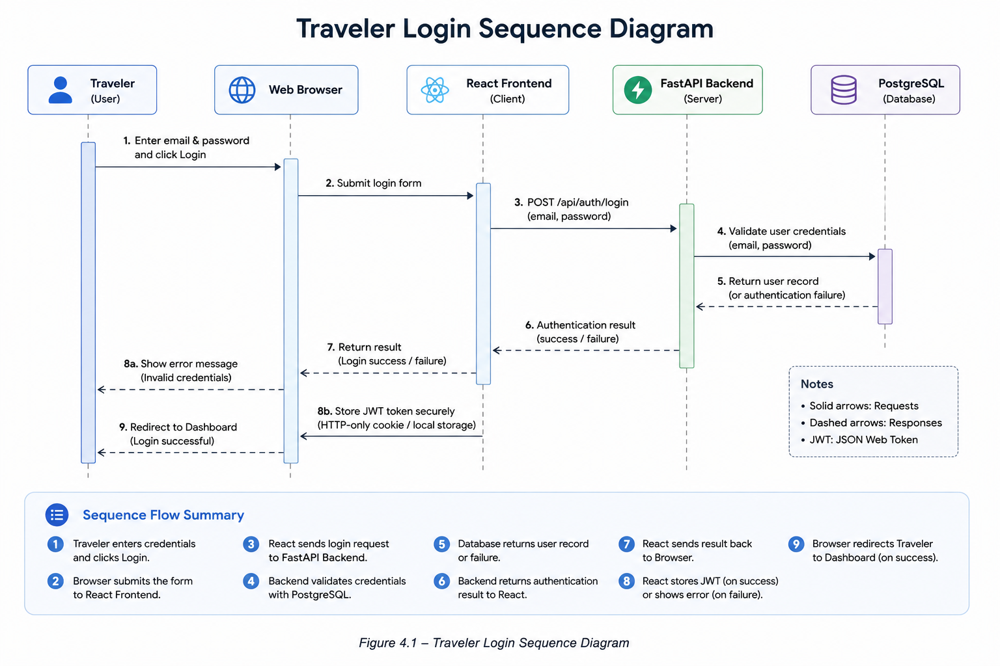 Traveler Login Sequence Diagram
Traveler
(User)
Web Browser
React Frontend
(Client)
FastAPI Backend
(Server)
PostgreSQL
(Database)
1. Enter email & password
and click Login
2. Submit login form
3. POST /api/auth/login
(email, password)
4. Validate user credentials
(email, password)
5. Return user record
(or authentication failure)
6. Authentication result
(success / failure)
7. Return result
(Login success / failure)
8a. Show error message
(Invalid credentials)
8b. Store JWT token securely
(HTTP-only cookie / local storage)
9. Redirect to Dashboard
(Login successful)
Notes
• Solid arrows: Requests
• Dashed arrows: Responses
• JWT: JSON Web Token
Sequence Flow Summary
1 Traveler enters credentials
and clicks Login.
2 Browser submits the form
to React Frontend.
3 React sends login request
to FastAPI Backend.
4 Backend validates credentials
with PostgreSQL.
5 Database returns user record
or failure.
6 Backend returns authentication
result to React.
7 React sends result back
to Browser.
8 React stores JWT (on success)
or shows error (on failure).
9 Browser redirects Traveler
to Dashboard (on success).
Figure 4.1 – Traveler Login Sequence Diagram